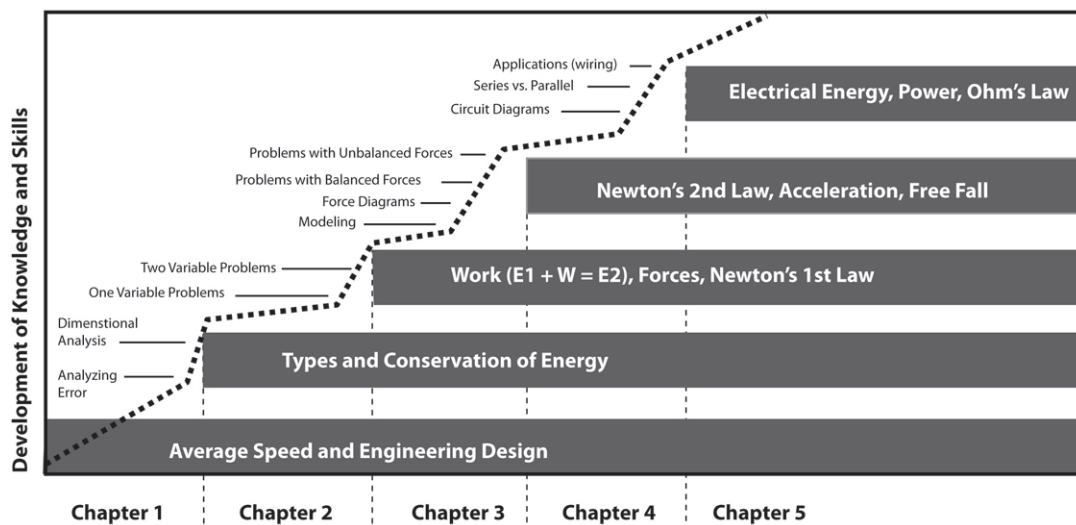 Development of Knowledge and Skills
Applications (wiring)
Series vs. Parallel
Circuit Diagrams
Electrical Energy, Power, Ohm's Law
Problems with Unbalanced Forces
Problems with Balanced Forces
Force Diagrams
Modeling
Newton's 2nd Law, Acceleration, Free Fall
Two Variable Problems
One Variable Problems
Work (E1 + W = E2), Forces, Newton's 1st Law
Dimenstional
Analysis
Analyzing
Error
Types and Conservation of Energy
Average Speed and Engineering Design
Chapter 1
Chapter 2
Chapter 3
Chapter 4
Chapter 5